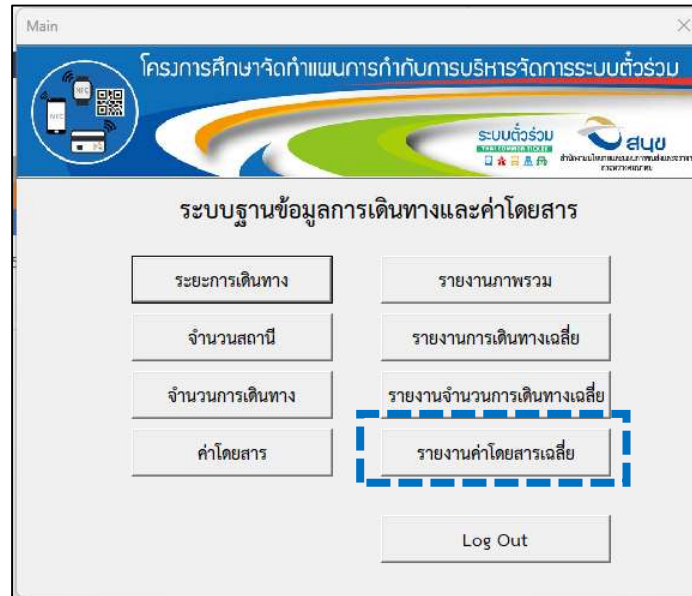 Main
โครงการศึกษาจัดทำแผนการกำกับการบริหารจัดการระบบตั๋วร่วม
NFC
NFC
ระบบตั๋วร่วม
THAI COMMON TICKET
สนข
ระบบฐานข้อมูลการเดินทางและค่าโดยสาร
ระยะการเดินทาง
รายงานภาพรวม
จำนวนสถานี
รายงานการเดินทางเฉลี่ย
จำนวนการเดินทาง
รายงานจำนวนการเดินทางเฉลี่ย
ค่าโดยสาร
รายงานค่าโดยสารเฉลี่ย
Log Out